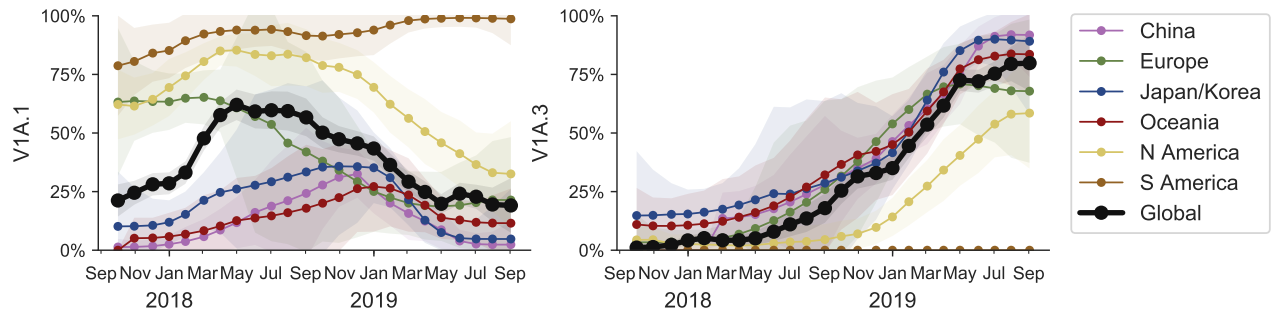 V1A.1
100%
75%
50%
25%
0%
Sep Nov Jan Mar May Jul Sep Nov Jan Mar May Jul Sep
2018 2019
V1A.3
100%
75%
50%
25%
0%
Sep Nov Jan Mar May Jul Sep Nov Jan Mar May Jul Sep
2018 2019
China
Europe
Japan/Korea
Oceania
N America
S America
Global